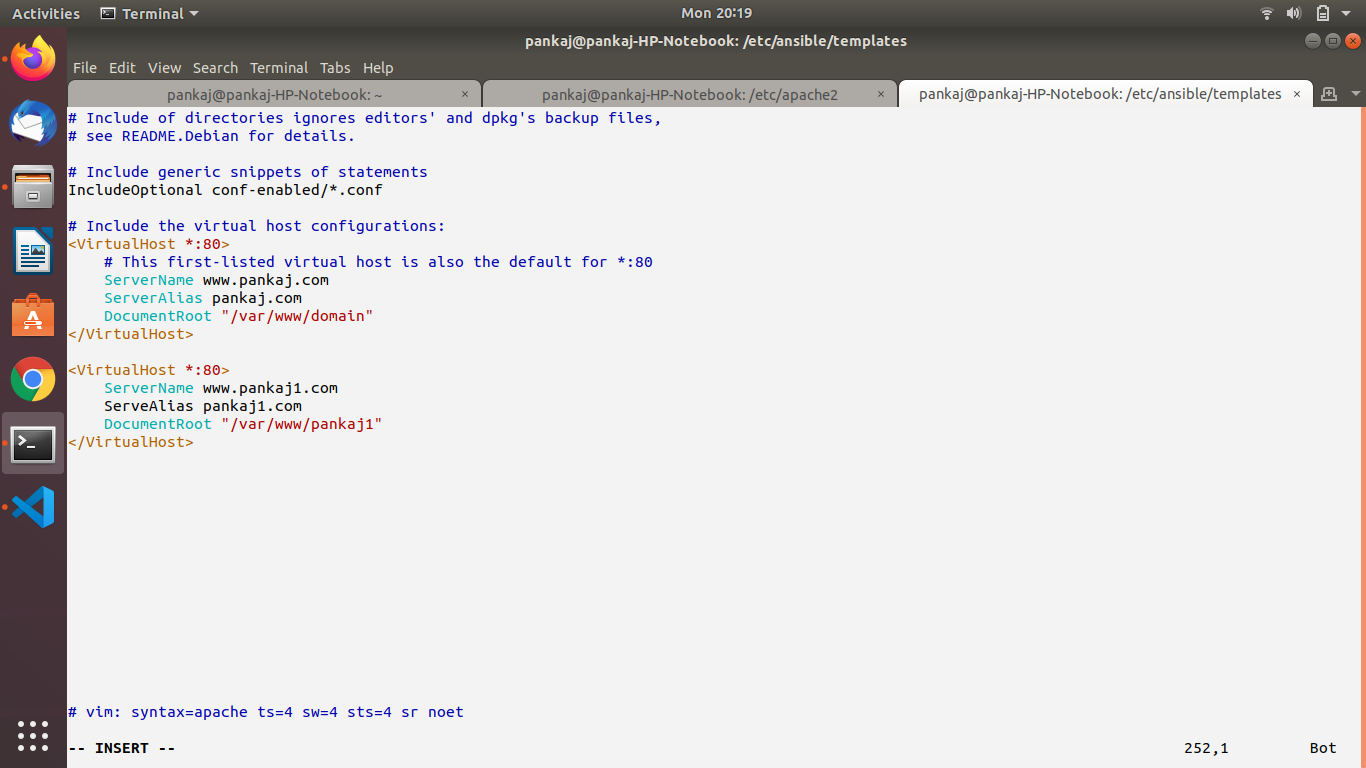 Activities Terminal Mon 20:19
pankaj@pankaj-HP-Notebook: /etc/ansible/templates
File Edit View Search Terminal Tabs Help
pankaj@pankaj-HP-Notebook: ~ × pankaj@pankaj-HP-Notebook: /etc/apache2 × pankaj@pankaj-HP-Notebook: /etc/ansible/templates ×
# Include of directories ignores editors' and dpkg's backup files,
# see README.Debian for details.
# Include generic snippets of statements
IncludeOptional conf-enabled/*.conf
# Include the virtual host configurations:
<VirtualHost *:80>
    # This first-listed virtual host is also the default for *:80
    ServerName www.pankaj.com
    ServerAlias pankaj.com
    DocumentRoot "/var/www/domain"
</VirtualHost>
<VirtualHost *:80>
    ServerName www.pankaj1.com
    ServeAlias pankaj1.com
    DocumentRoot "/var/www/pankaj1"
</VirtualHost>
# vim: syntax=apache ts=4 sw=4 sts=4 sr noet
-- INSERT -- 252,1 Bot